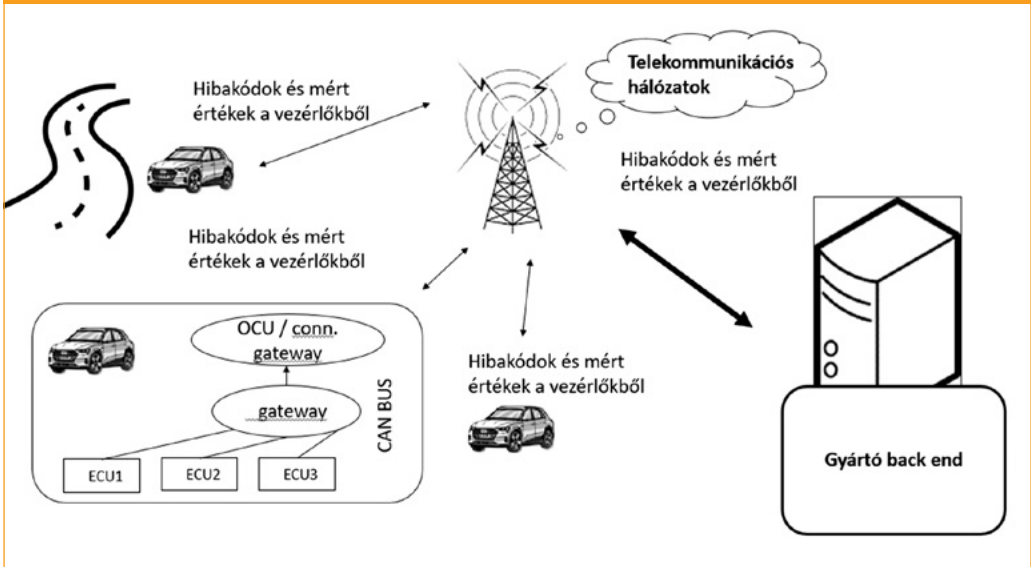 Telekommunikációs
hálózatok
Hibakódok és mért
értékek a vezérlőkből
Hibakódok és mért
értékek a vezérlőkből
Hibakódok és mért
értékek a vezérlőkből
OCU / conn.
gateway
gateway
CAN BUS
ECU1
ECU2
ECU3
Hibakódok és mért
értékek a vezérlőkből
Gyártó back end